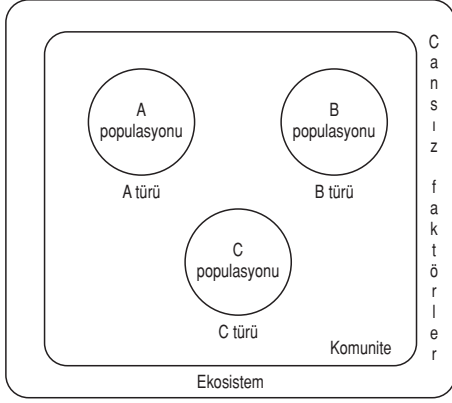 A
populasyonu
A türü
B
populasyonu
B türü
C
populasyonu
C türü
Komunite
Ekosistem
Cansız faktörler